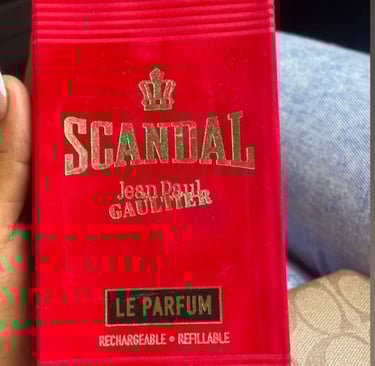 SCANDAL
Jean Paul
GAULTIER
LE PARFUM
RECHARGEABLE • REFILLABLE